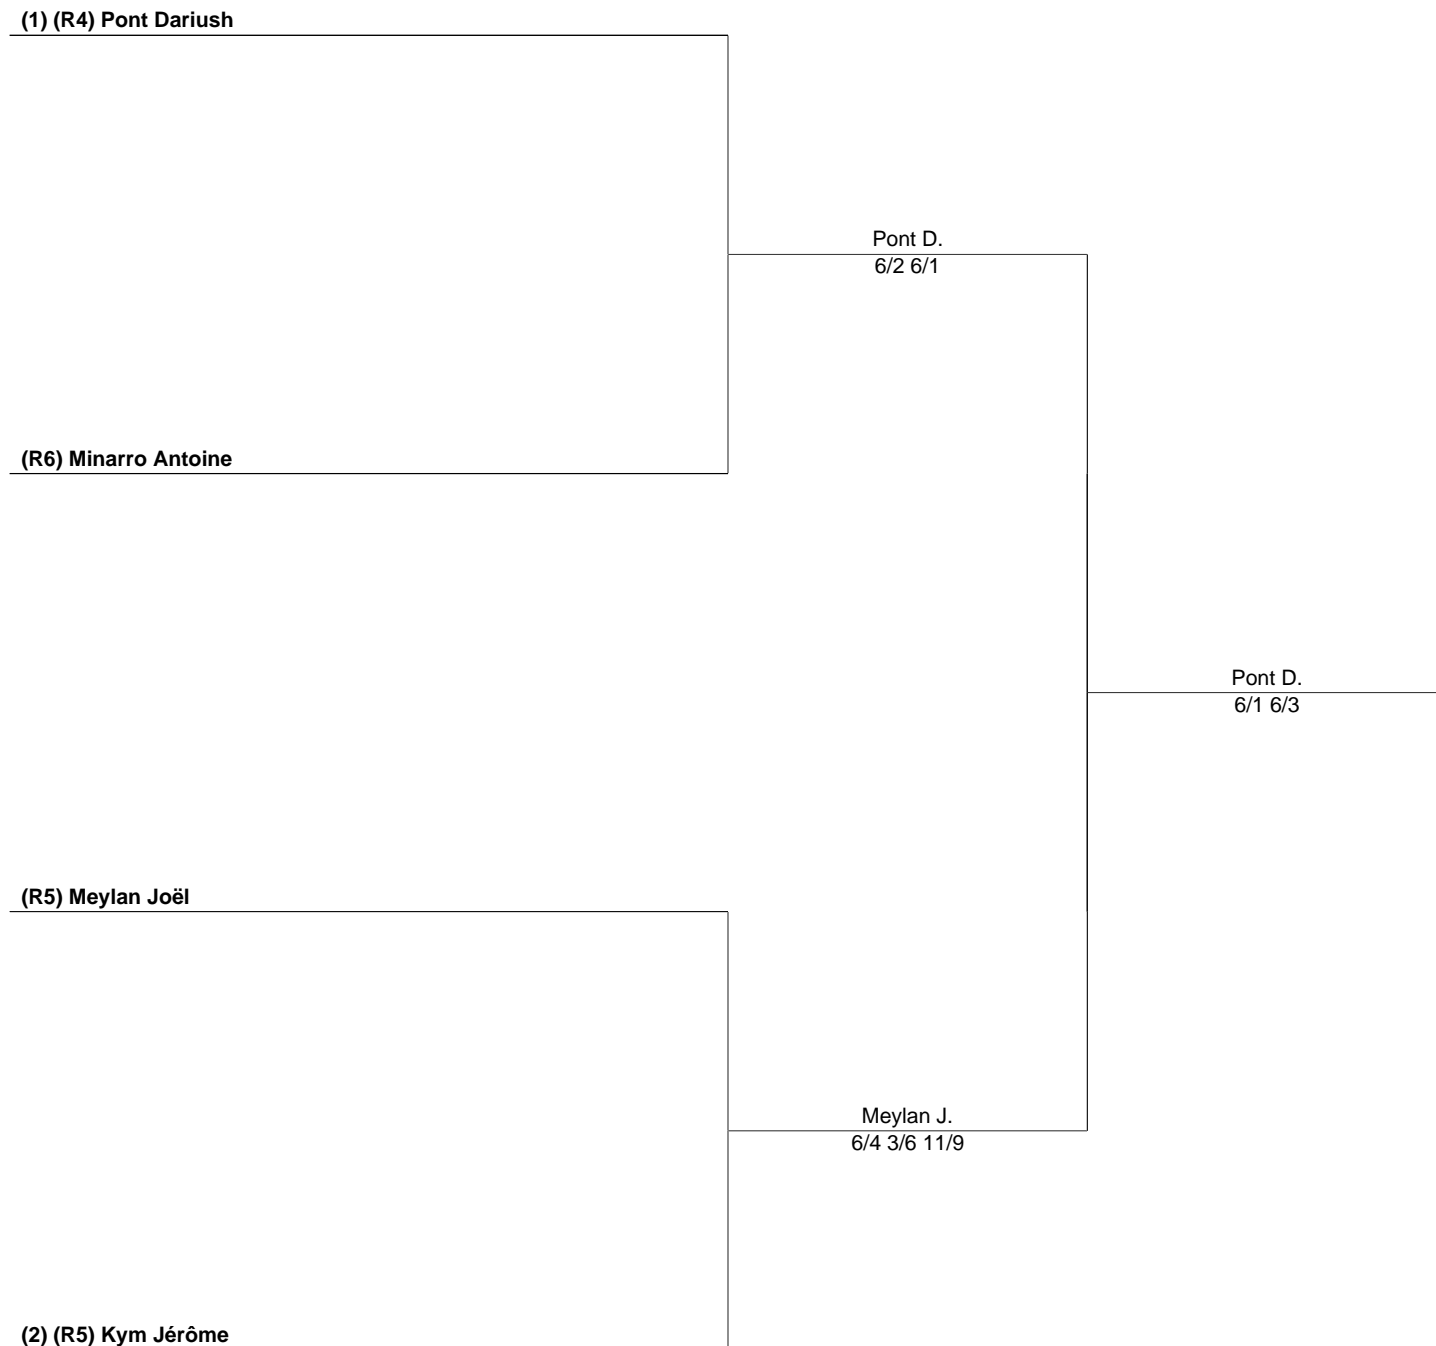 (1) (R4) Pont Dariush
Pont D.
6/2 6/1
(R6) Minarro Antoine
Pont D.
6/1 6/3
(R5) Meylan Joël
Meylan J.
6/4 3/6 11/9
(2) (R5) Kym Jérôme